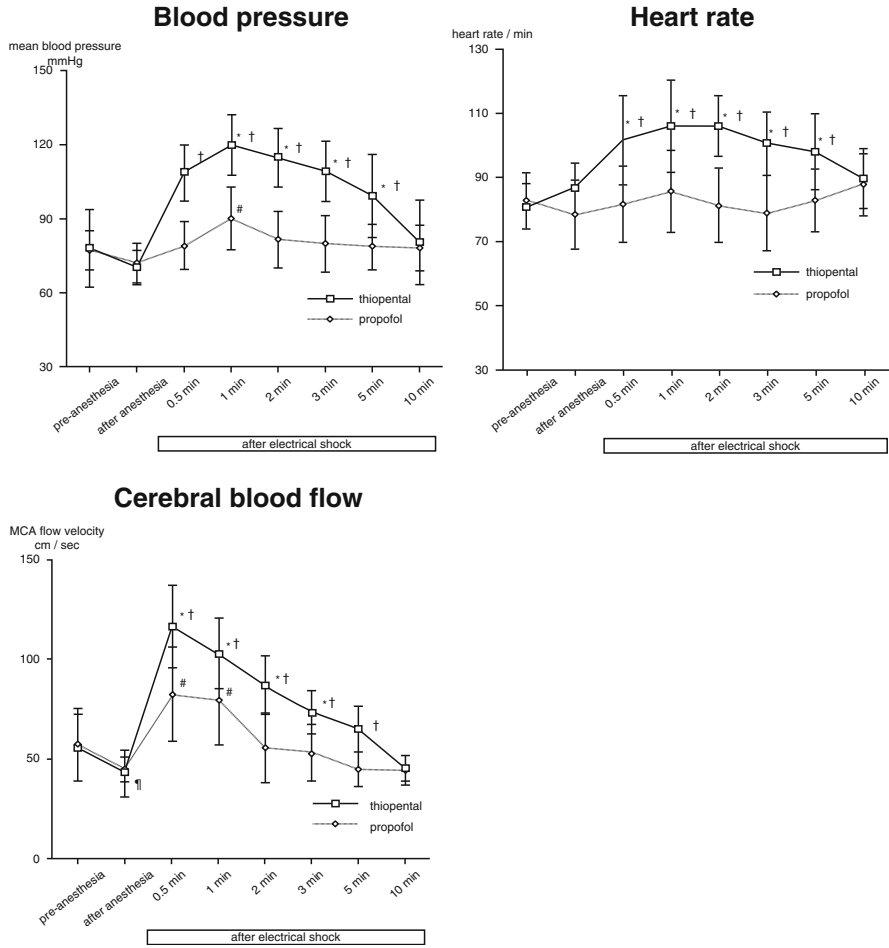 Blood pressure
mean blood pressure
mmHg
150
120
90
60
30
* †
* †
* †
* †
†
#
thiopental
propofol
pre-anesthesia
after anesthesia
0.5 min
1 min
2 min
3 min
5 min
10 min
after electrical shock
Heart rate
heart rate / min
130
110
90
70
50
30
* †
* †
* †
* †
* †
thiopental
propofol
pre-anesthesia
after anesthesia
0.5 min
1 min
2 min
3 min
5 min
10 min
after electrical shock
Cerebral blood flow
MCA flow velocity
cm / sec
150
100
50
0
* †
* †
* †
* †
†
#
#
¶
thiopental
propofol
pre-anesthesia
after anesthesia
0.5 min
1 min
2 min
3 min
5 min
10 min
after electrical shock